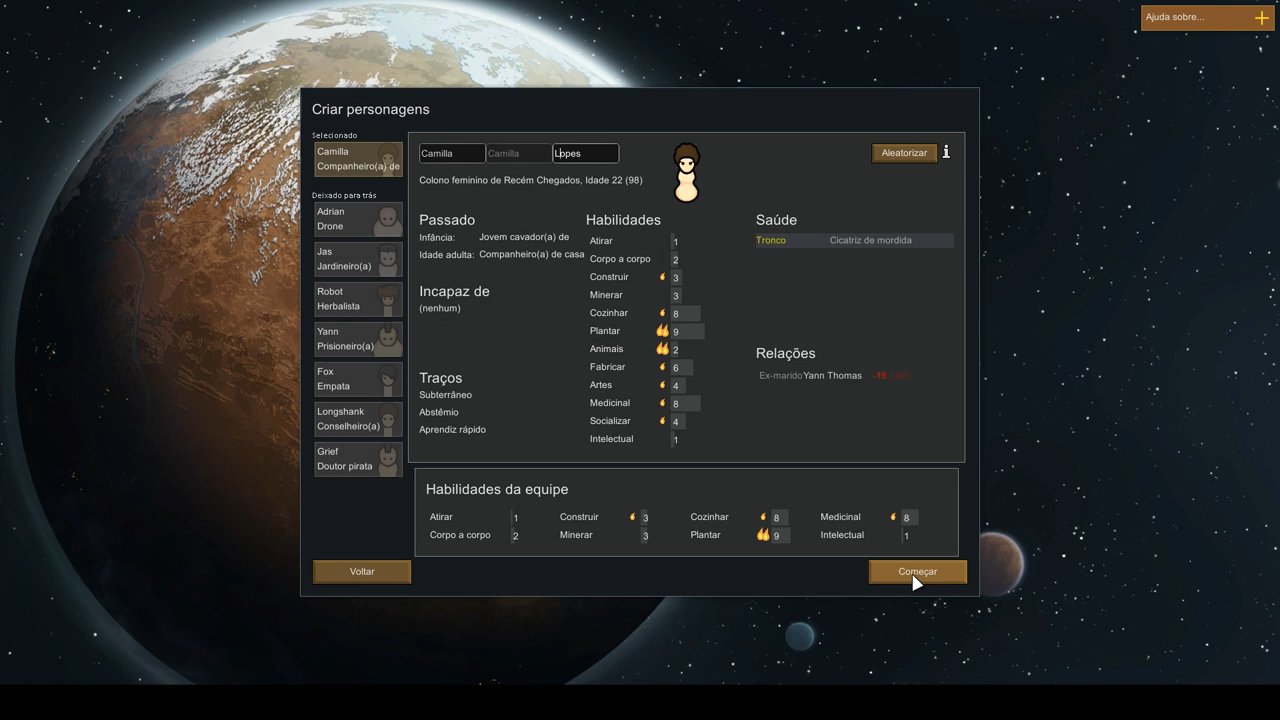 Ajuda sobre...
Criar personagens
Selecionado
Camilla
Companheiro(a) de
Deixado para trás
Adrian
Drone
Jas
Jardineiro(a)
Robot
Herbalista
Yann
Prisioneiro(a)
Fox
Empata
Longshank
Conselheiro(a)
Grief
Doutor pirata
Camilla
Camilla
Lopes
Aleatorizar
Colono feminino de Recém Chegados, Idade 22 (98)
Passado
Infância: Jovem cavador(a) de
Idade adulta: Companheiro(a) de casa
Incapaz de
(nenhum)
Traços
Subterrâneo
Abstêmio
Aprendiz rápido
Habilidades
Atirar 1
Corpo a corpo 2
Construir 3
Minerar 3
Cozinhar 8
Plantar 9
Animais 2
Fabricar 6
Artes 4
Medicinal 8
Socializar 4
Intelectual 1
Saúde
Tronco Cicatriz de mordida
Relações
Ex-marido Yann Thomas -15
Habilidades da equipe
Atirar 1 Construir 3 Cozinhar 8 Medicinal 8
Corpo a corpo 2 Minerar 3 Plantar 9 Intelectual 1
Voltar
Começar